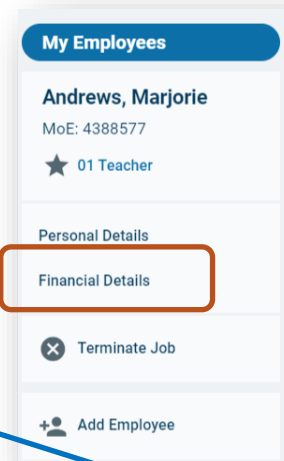 My Employees
Andrews, Marjorie
MoE: 4388577
01 Teacher
Personal Details
Financial Details
Terminate Job
Add Employee